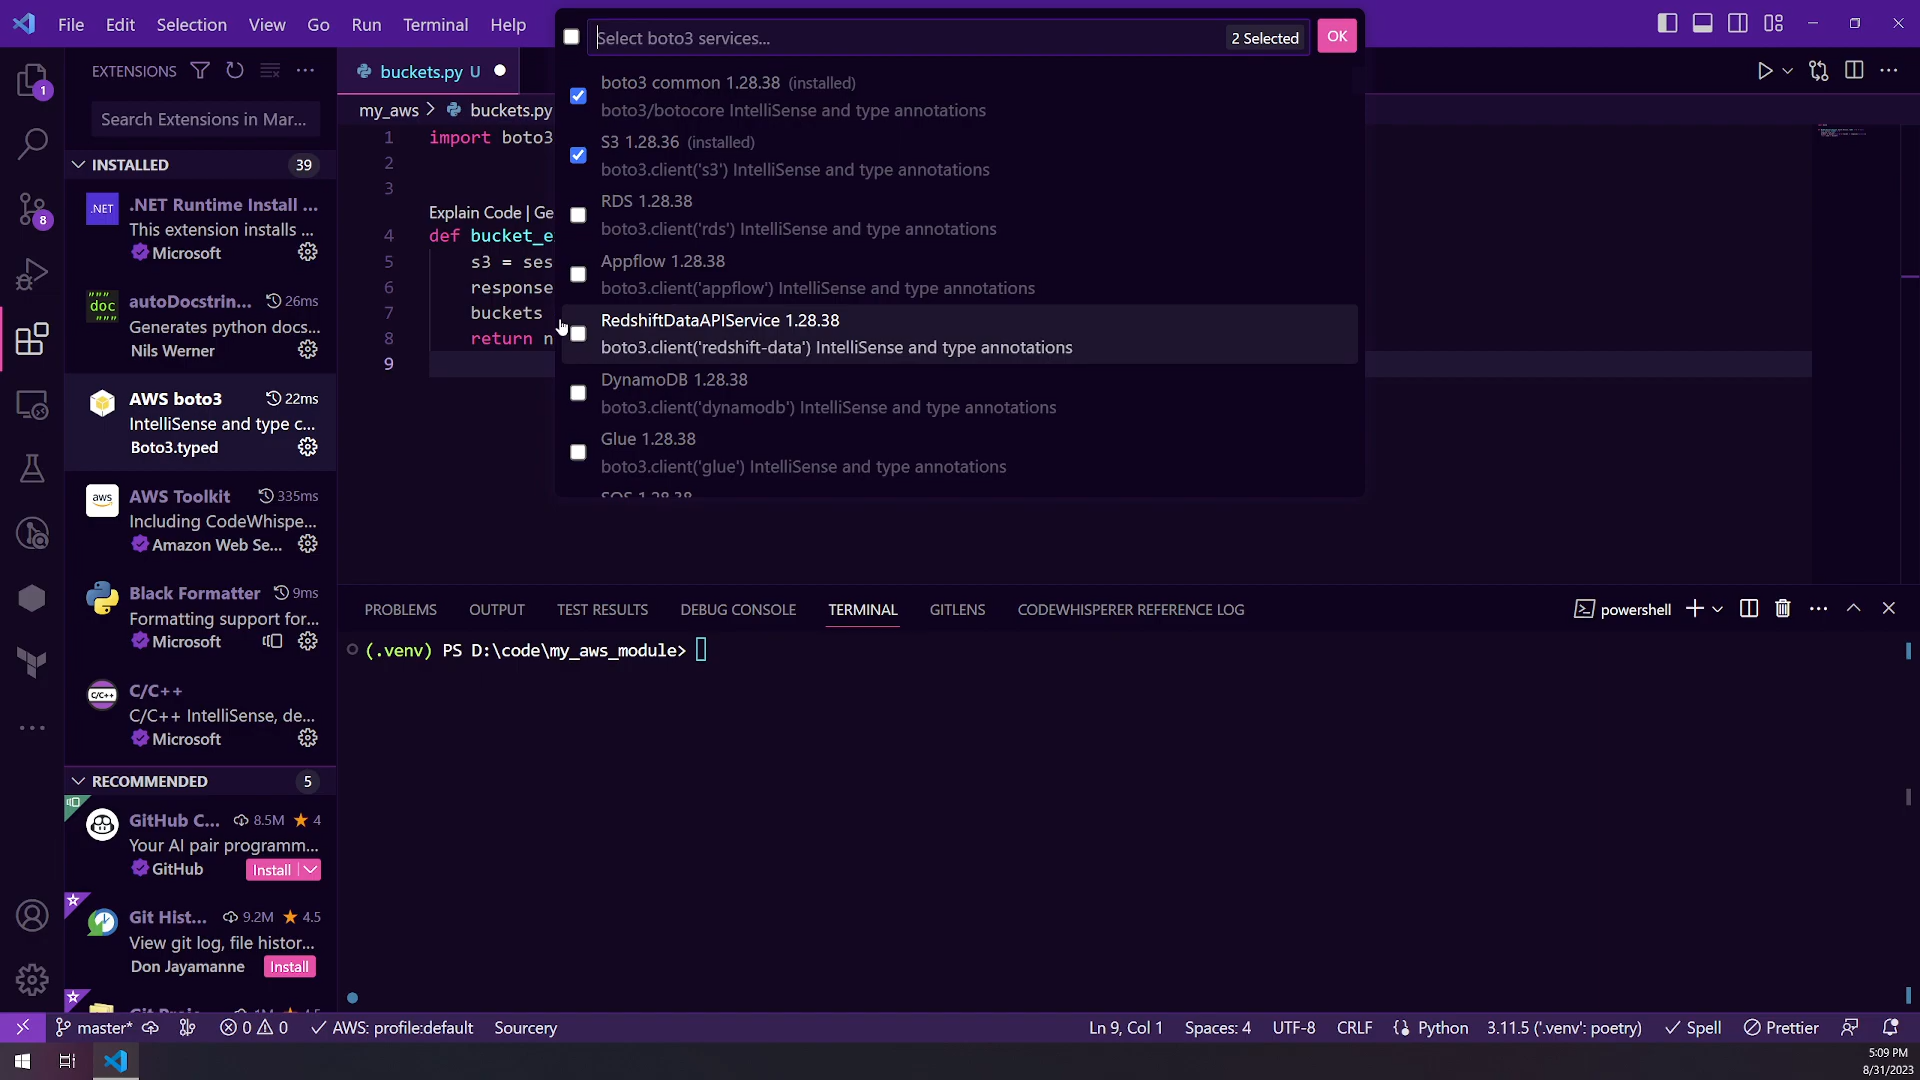 File Edit Selection View Go Run Terminal Help
Select boto3 services...
2 Selected
OK
boto3 common 1.28.38 (installed)
boto3/botocore IntelliSense and type annotations
S3 1.28.36 (installed)
boto3.client('s3') IntelliSense and type annotations
RDS 1.28.38
boto3.client('rds') IntelliSense and type annotations
Appflow 1.28.38
boto3.client('appflow') IntelliSense and type annotations
RedshiftDataAPIService 1.28.38
boto3.client('redshift-data') IntelliSense and type annotations
DynamoDB 1.28.38
boto3.client('dynamodb') IntelliSense and type annotations
Glue 1.28.38
boto3.client('glue') IntelliSense and type annotations
SQS 1.28.38
1
8
EXTENSIONS
Search Extensions in Mar...
INSTALLED 39
.NET
.NET Runtime Install ...
This extension installs ...
Microsoft
"""
doc
"""
autoDocstrin... 26ms
Generates python docs...
Nils Werner
AWS boto3 22ms
IntelliSense and type c...
Boto3.typed
aws
AWS Toolkit 335ms
Including CodeWhispe...
Amazon Web Se...
Black Formatter 9ms
Formatting support for...
Microsoft
C/C++
C/C++
C/C++ IntelliSense, de...
Microsoft
RECOMMENDED 5
GitHub C... 8.5M 4
Your AI pair programm...
GitHub Install
Git Hist... 9.2M 4.5
View git log, file histor...
Don Jayamanne Install
buckets.py U
my_aws > buckets.py
1 import boto3
2
3
Explain Code | Ge
4 def bucket_e
5 s3 = ses
6 response
7 buckets
8 return n
9
PROBLEMS OUTPUT TEST RESULTS DEBUG CONSOLE TERMINAL GITLENS CODEWHISPERER REFERENCE LOG
powershell
(.venv) PS D:\code\my_aws_module>
master* 0 0 AWS: profile:default Sourcery
Ln 9, Col 1 Spaces: 4 UTF-8 CRLF Python 3.11.5 ('.venv': poetry) Spell Prettier
5:09 PM
8/31/2023